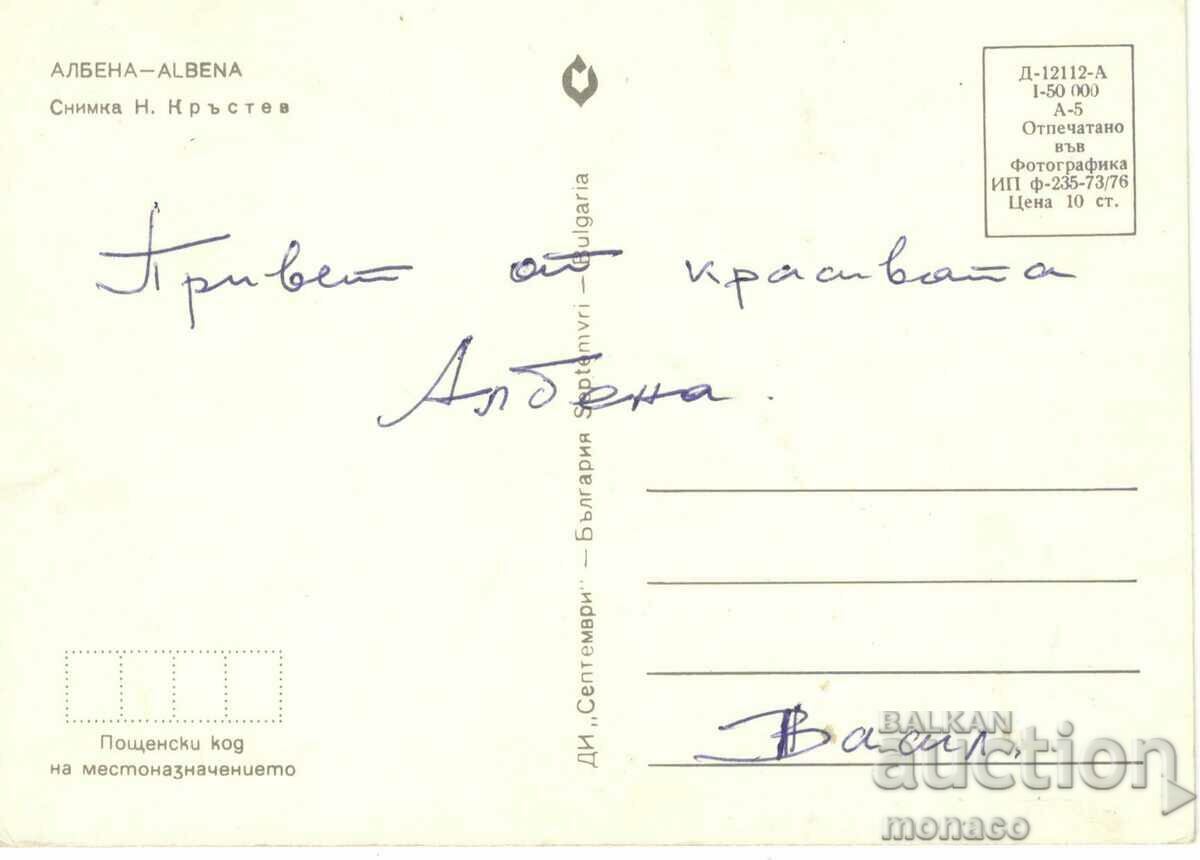 АЛБЕНА—ALBENA
Снимка Н. Кръстев
Д-12112-А
I-50 000
А-5
Отпечатано
във
Фотографика
ИП ф-235-73/76
Цена 10 ст.
Привет от красивата
Албена.
ДИ „Септември" — България Septemvri — Bulgaria
Пощенски код
на местоназначението
Васил
BALKAN
auction
monaco